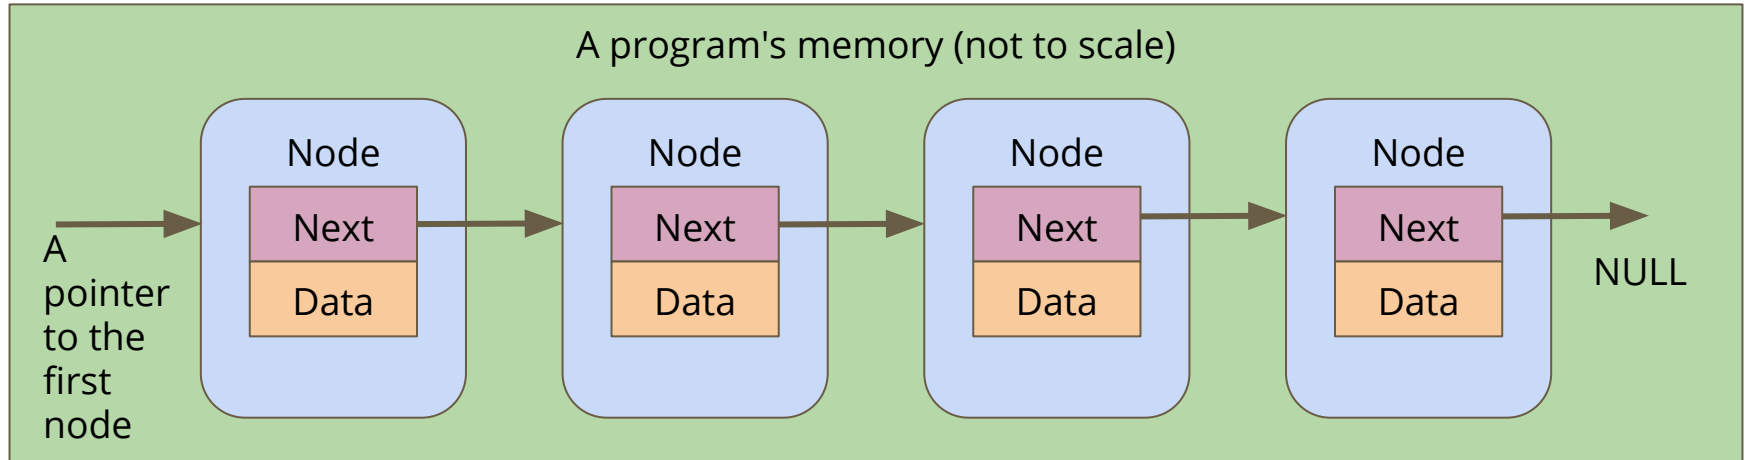 A program's memory (not to scale)
Node
Next
Data
Node
Next
Data
Node
Next
Data
Node
Next
Data
A
pointer
to the
first
node
NULL